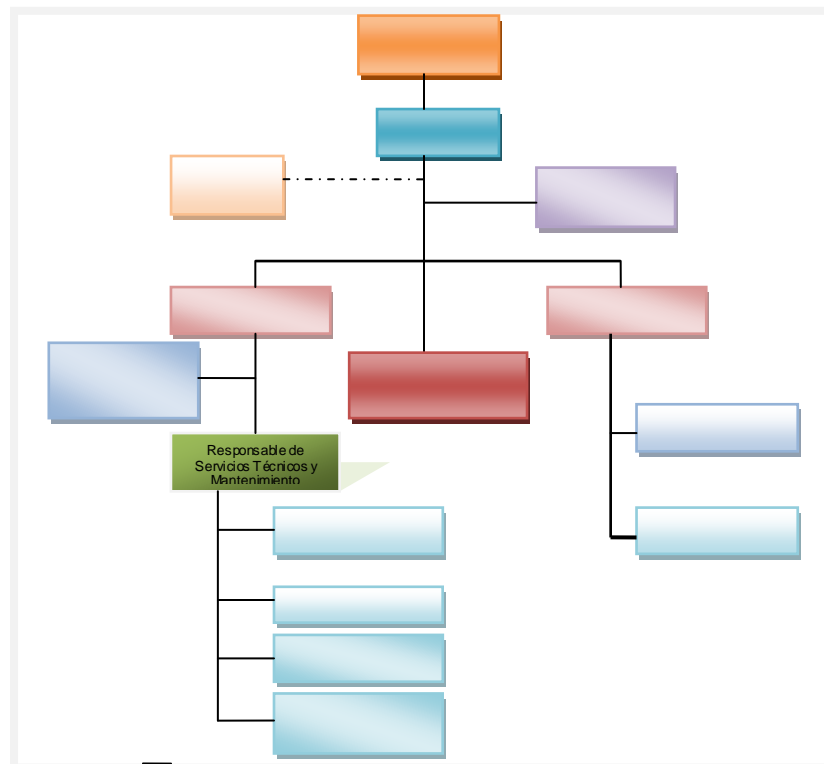 Responsable de
Servicios Técnicos y
Mantenimiento